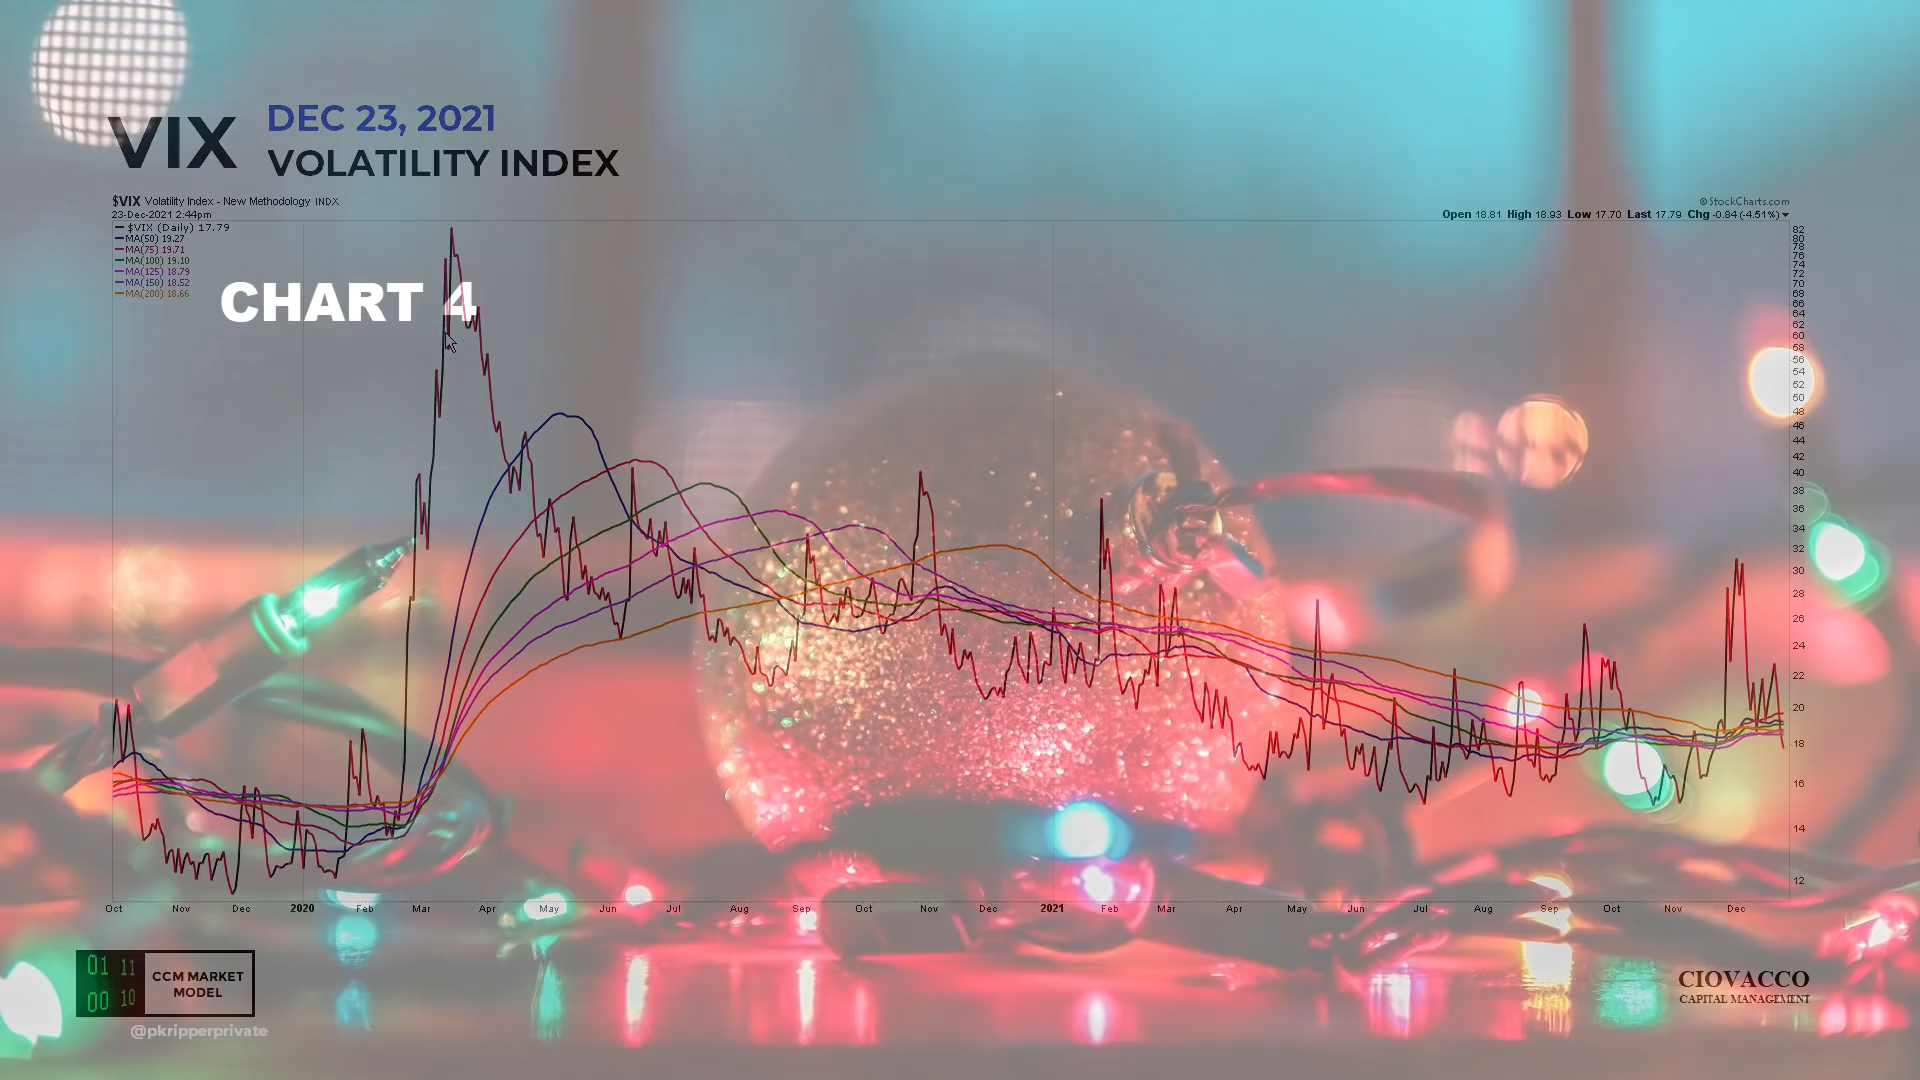 DEC 23, 2021
VIX
VOLATILITY INDEX
$VIX Volatility Index - New Methodology INDX
© StockCharts.com
23-Dec-2021 2:44pm
Open 18.81 High 18.93 Low 17.70 Last 17.79 Chg -0.84 (-4.51%)
$VIX (Daily) 17.79
MA(50) 19.27
MA(75) 19.71
MA(100) 19.10
MA(125) 18.79
MA(150) 18.52
MA(200) 18.66
CHART 4
82
80
78
76
74
72
70
68
66
64
62
60
58
56
54
52
50
48
46
44
42
40
38
36
34
32
30
28
26
24
22
20
18
16
14
12
Oct Nov Dec 2020 Feb Mar Apr May Jun Jul Aug Sep Oct Nov Dec 2021 Feb Mar Apr May Jun Jul Aug Sep Oct Nov Dec
01 11
00 10
CCM MARKET
MODEL
CIOVACCO
CAPITAL MANAGEMENT
@pkripperprivate